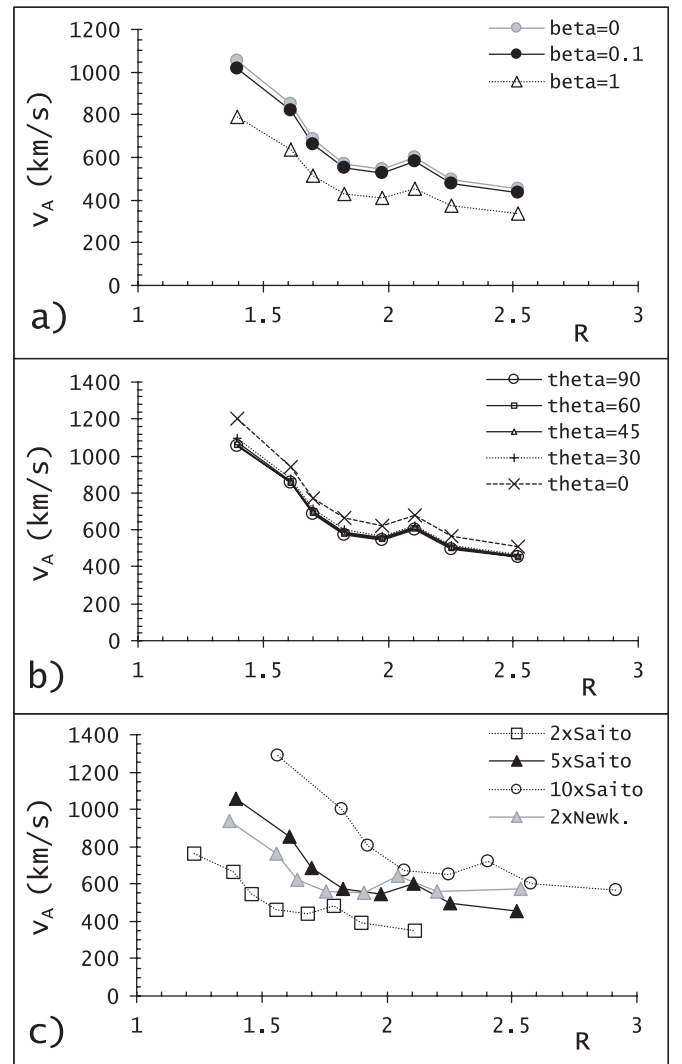 1200
1000
800
600
400
200
0
v_A (km/s)
beta=0
beta=0.1
beta=1
1 1.5 2 2.5 3
R
a)
1400
1200
1000
800
600
400
200
0
v_A (km/s)
theta=90
theta=60
theta=45
theta=30
theta=0
1 1.5 2 2.5 3
R
b)
1400
1200
1000
800
600
400
200
0
v_A (km/s)
2xSaito
5xSaito
10xSaito
2xNewk.
1 1.5 2 2.5 3
R
c)